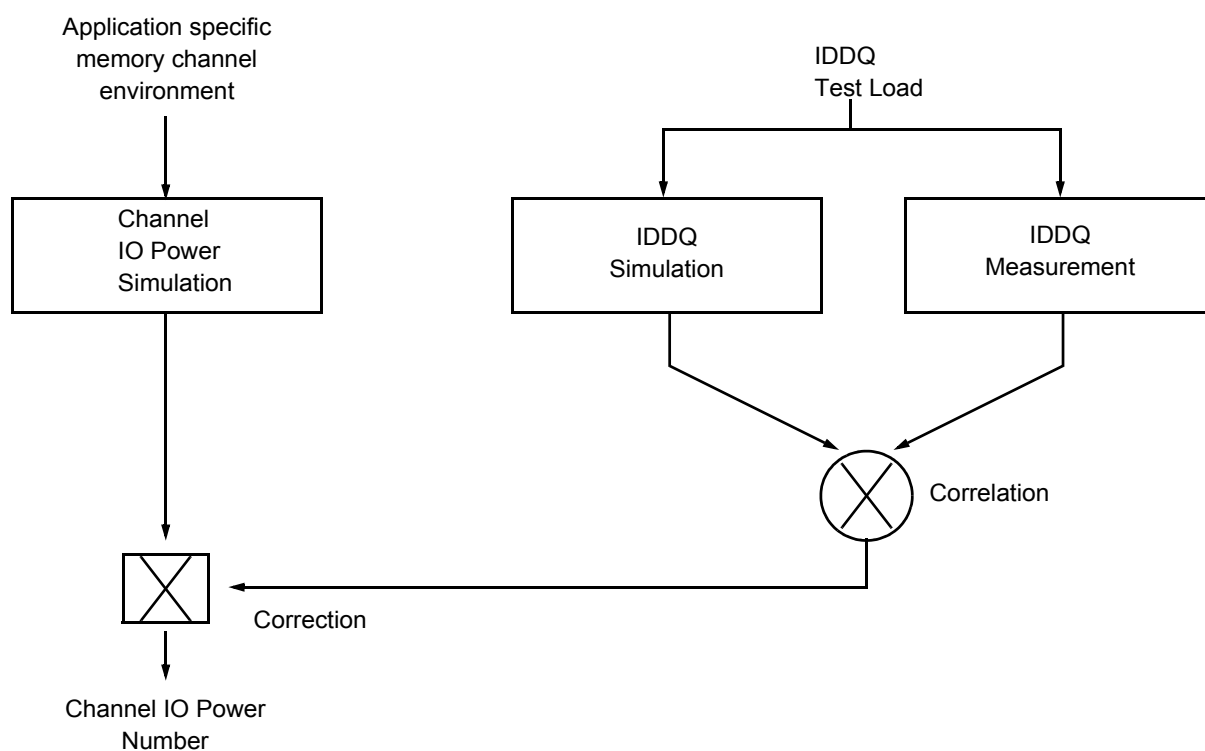 Application specific
memory channel
environment
IDDQ
Test Load
Channel
IO Power
Simulation
IDDQ
Simulation
IDDQ
Measurement
Correlation
Correction
Channel IO Power
Number